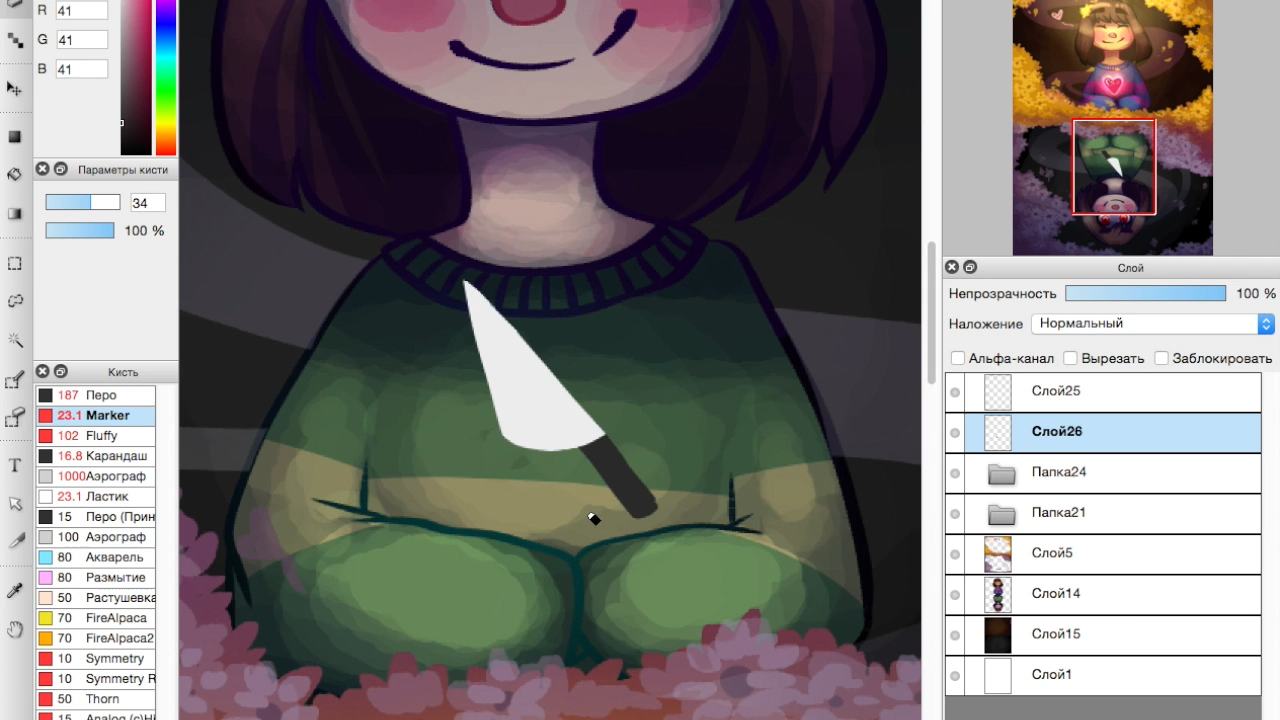 R 41
G 41
B 41
Параметры кисти
34
100 %
Кисть
187 Перо
23.1 Marker
102 Fluffy
16.8 Карандаш
1000 Аэрограф
23.1 Ластик
15 Перо (Прин
100 Аэрограф
80 Акварель
80 Размытие
50 Растушевка
70 FireAlpaca
70 FireAlpaca2
10 Symmetry
10 Symmetry R
50 Thorn
15 Analog (c)H
T
Слой
Непрозрачность 100 %
Наложение Нормальный
Альфа-канал Вырезать Заблокировать
Слой25
Слой26
Папка24
Папка21
Слой5
Слой14
Слой15
Слой1